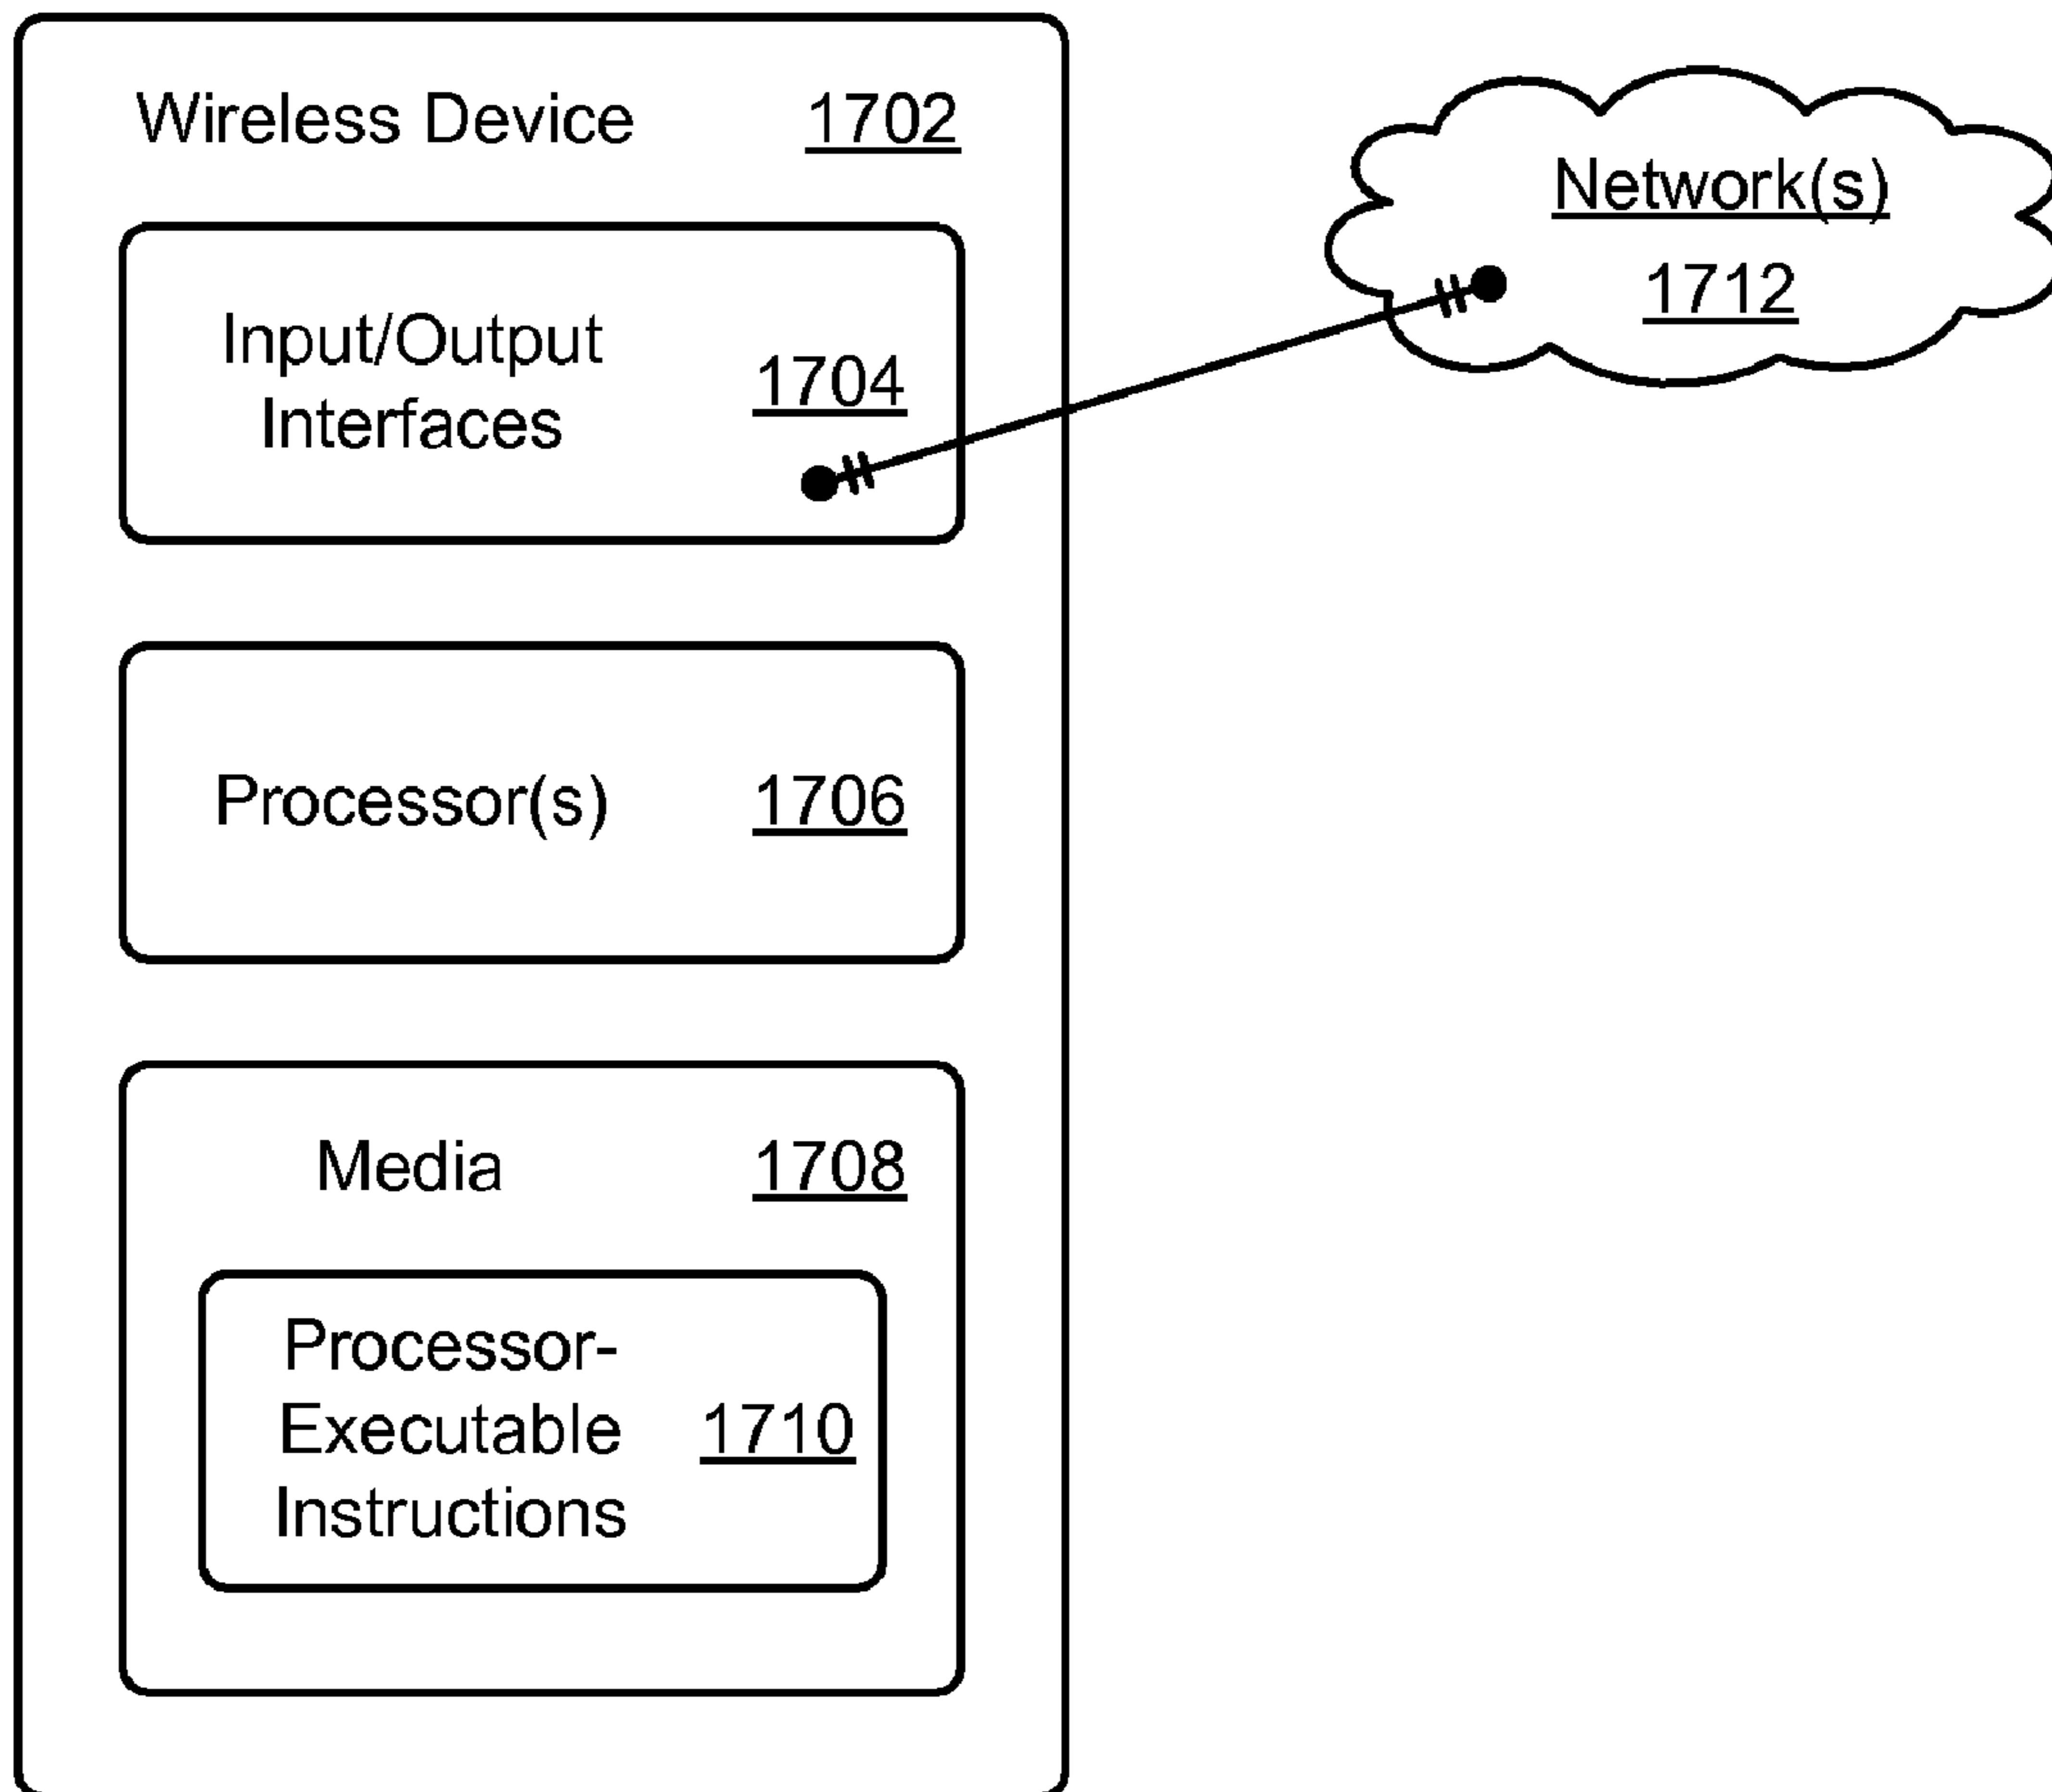 Wireless Device 1702
Network(s)
1712
Input/Output
Interfaces
1704
Processor(s) 1706
Media 1708
Processor-
Executable
Instructions
1710